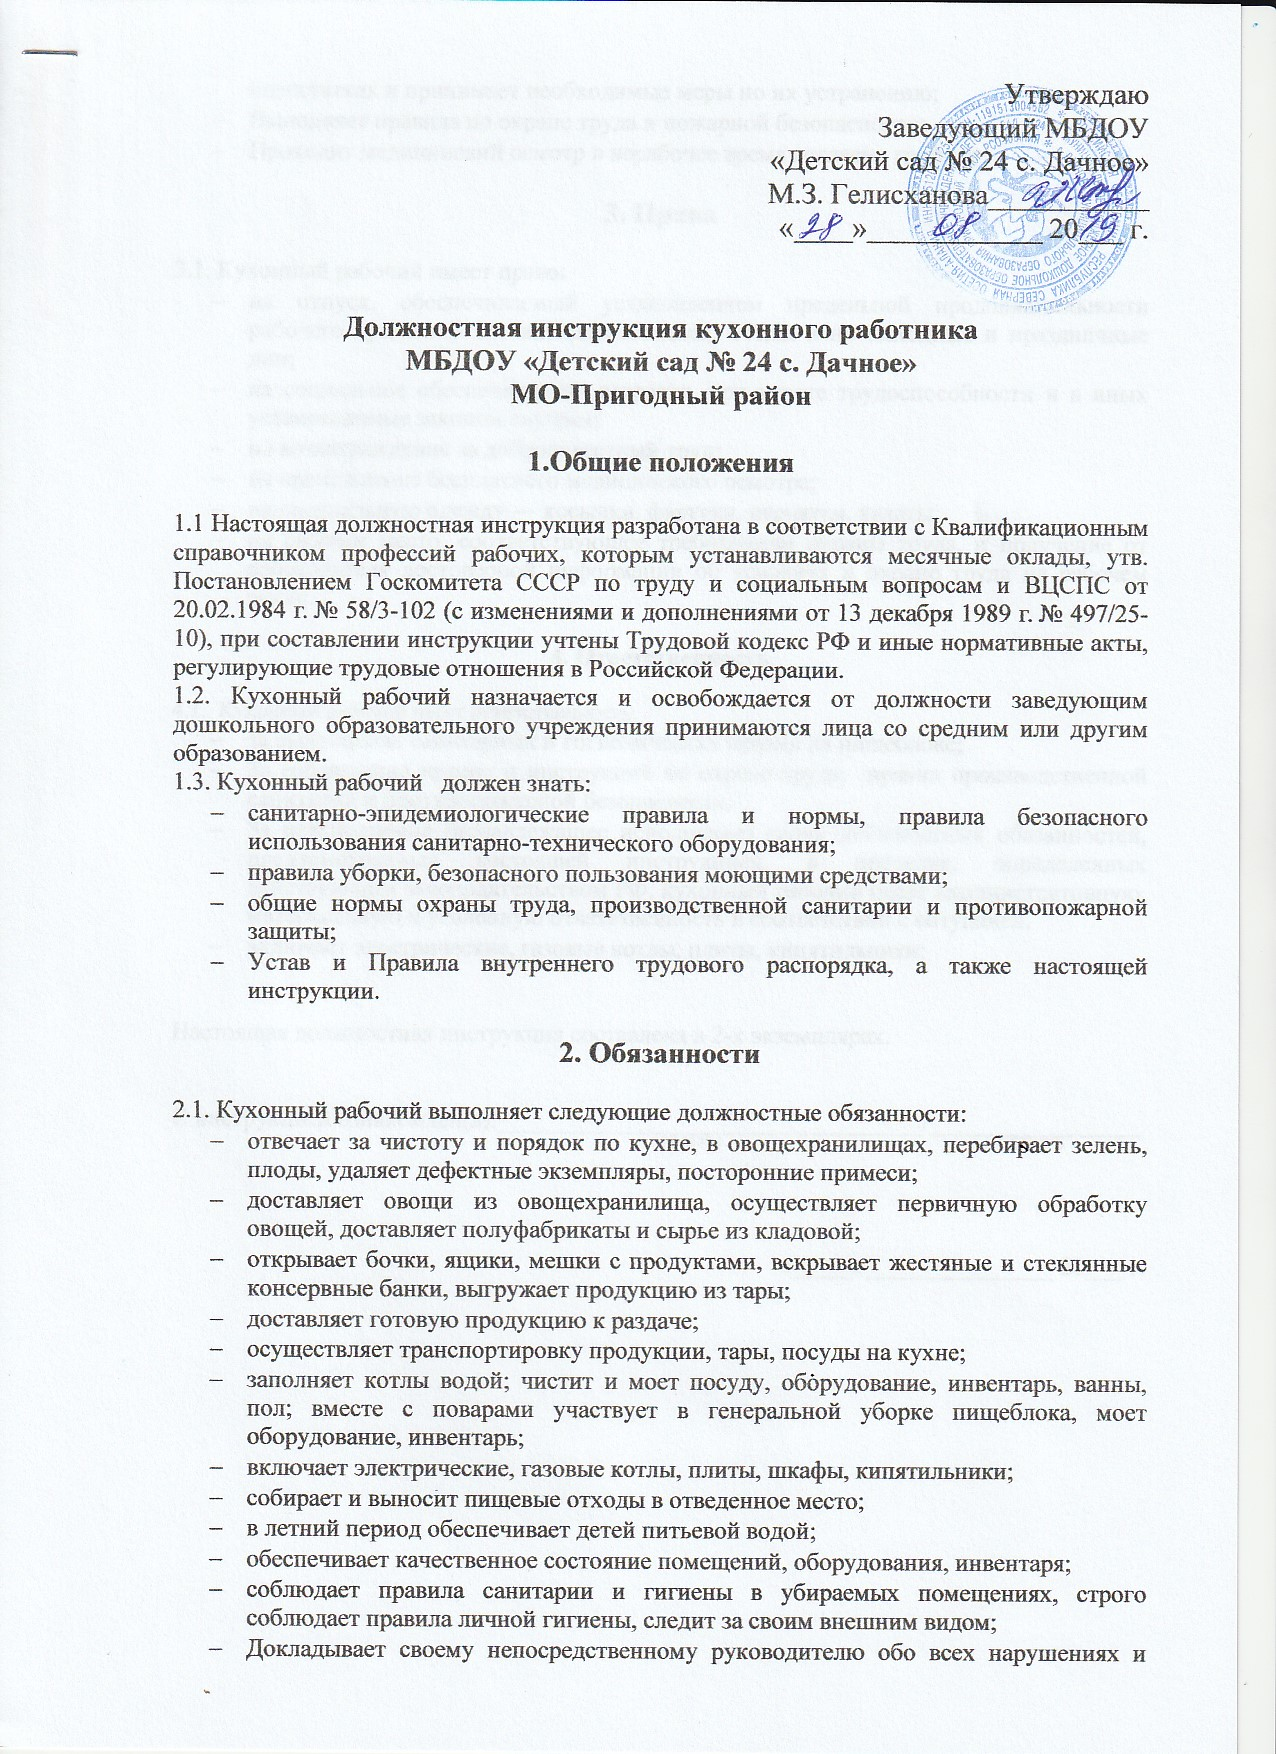 Утверждаю
Заведующий МБДОУ
«Детский сад № 24 с. Дачное»
М.З. Гелисханова___________
«28»____08____ 2019 г.
Должностная инструкция кухонного работника
МБДОУ «Детский сад № 24 с. Дачное»
МО-Пригодный район
1.Общие положения
1.1 Настоящая должностная инструкция разработана в соответствии с Квалификационным
справочником профессий рабочих, которым устанавливаются месячные оклады, утв.
Постановлением Госкомитета СССР по труду и социальным вопросам и ВЦСПС от
20.02.1984 г. № 58/3-102 (с изменениями и дополнениями от 13 декабря 1989 г. № 497/25-
10), при составлении инструкции учтены Трудовой кодекс РФ и иные нормативные акты,
регулирующие трудовые отношения в Российской Федерации.
1.2. Кухонный рабочий назначается и освобождается от должности заведующим
дошкольного образовательного учреждения принимаются лица со средним или другим
образованием.
1.3. Кухонный рабочий должен знать:
– санитарно-эпидемиологические правила и нормы, правила безопасного
использования санитарно-технического оборудования;
– правила уборки, безопасного пользования моющими средствами;
– общие нормы охраны труда, производственной санитарии и противопожарной
защиты;
– Устав и Правила внутреннего трудового распорядка, а также настоящей
инструкции.
2. Обязанности
2.1. Кухонный рабочий выполняет следующие должностные обязанности:
– отвечает за чистоту и порядок по кухне, в овощехранилищах, перебирает зелень,
плоды, удаляет дефектные экземпляры, посторонние примеси;
– доставляет овощи из овощехранилища, осуществляет первичную обработку
овощей, доставляет полуфабрикаты и сырье из кладовой;
– открывает бочки, ящики, мешки с продуктами, вскрывает жестяные и стеклянные
консервные банки, выгружает продукцию из тары;
– доставляет готовую продукцию к раздаче;
– осуществляет транспортировку продукции, тары, посуды на кухне;
– заполняет котлы водой; чистит и моет посуду, оборудование, инвентарь, ванны,
пол; вместе с поварами участвует в генеральной уборке пищеблока, моет
оборудование, инвентарь;
– включает электрические, газовые котлы, плиты, шкафы, кипятильники;
– собирает и выносит пищевые отходы в отведенное место;
– в летний период обеспечивает детей питьевой водой;
– обеспечивает качественное состояние помещений, оборудования, инвентаря;
– соблюдает правила санитарии и гигиены в убираемых помещениях, строго
соблюдает правила личной гигиены, следит за своим внешним видом;
– Докладывает своему непосредственному руководителю обо всех нарушениях и